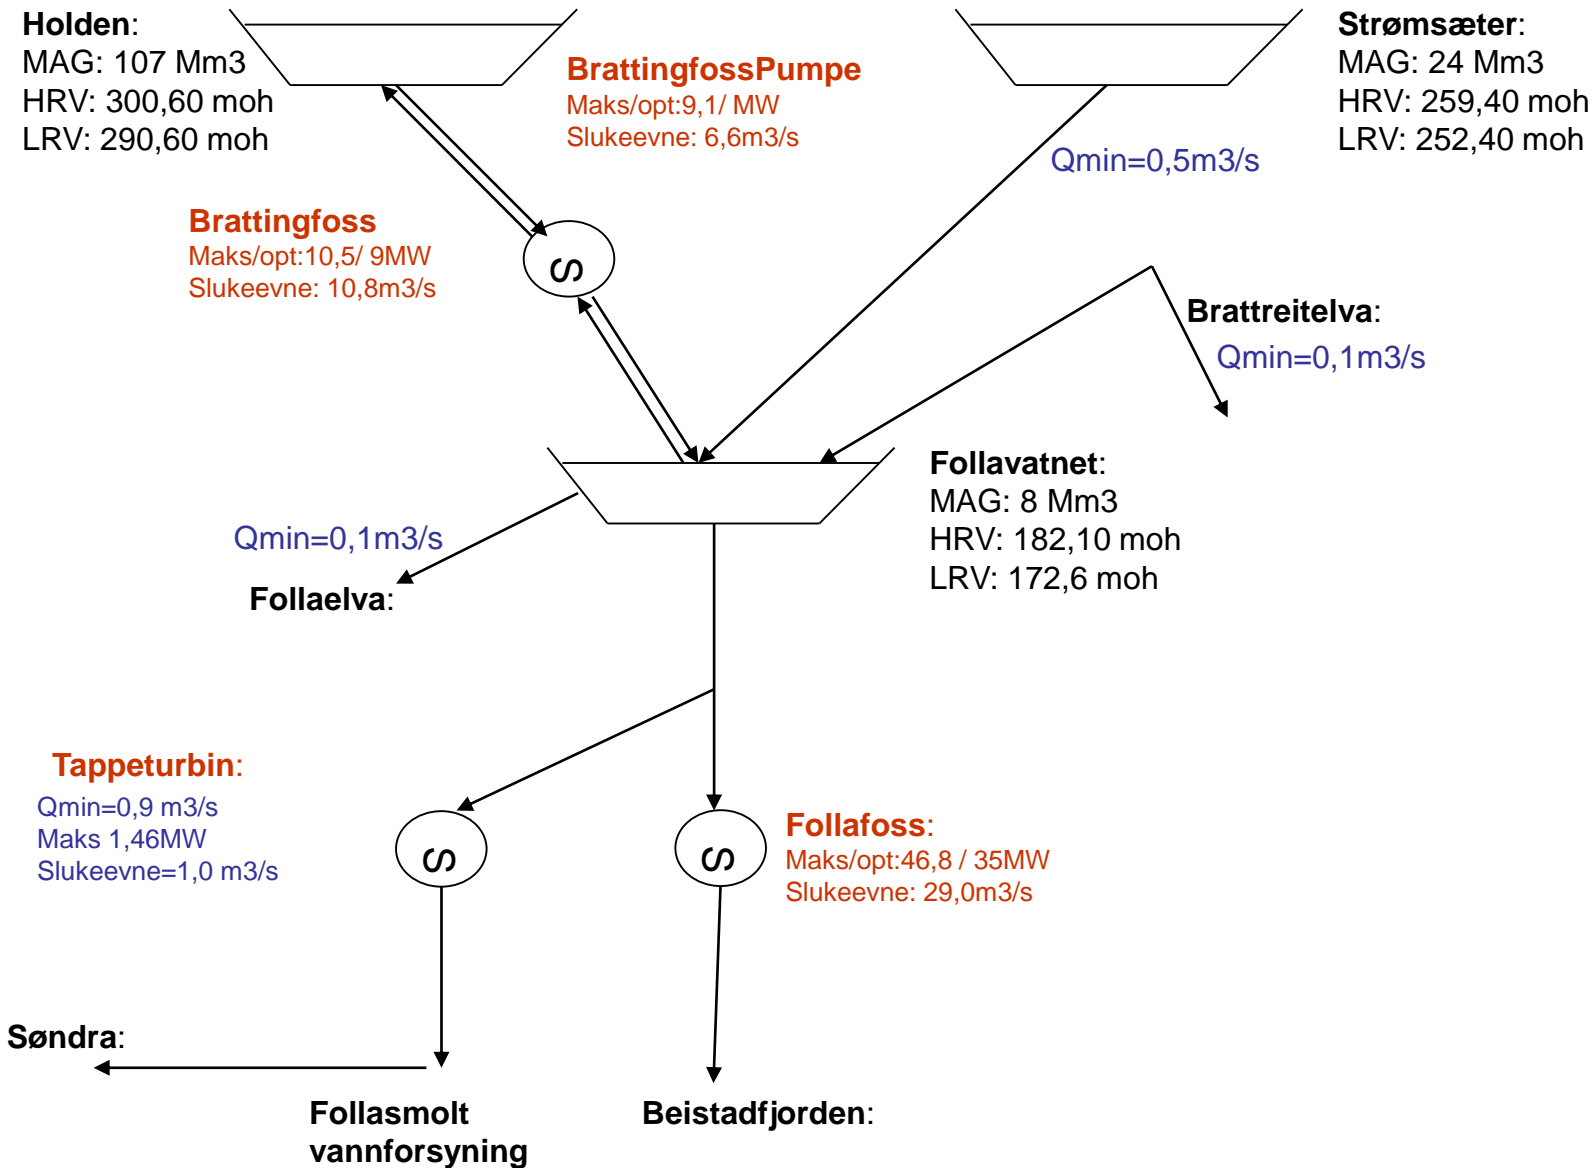 Holden:
MAG: 107 Mm3
HRV: 300,60 moh
LRV: 290,60 moh
BrattingfossPumpe
Maks/opt:9,1/ MW
Slukeevne: 6,6m3/s
Strømsæter:
MAG: 24 Mm3
HRV: 259,40 moh
LRV: 252,40 moh
Qmin=0,5m3/s
Brattingfoss
Maks/opt:10,5/ 9MW
Slukeevne: 10,8m3/s
S
Brattreitelva:
Qmin=0,1m3/s
Follavatnet:
MAG: 8 Mm3
HRV: 182,10 moh
LRV: 172,6 moh
Qmin=0,1m3/s
Follaelva:
Tappeturbin:
Qmin=0,9 m3/s
Maks 1,46MW
Slukeevne=1,0 m3/s
S
S
Follafoss:
Maks/opt:46,8 / 35MW
Slukeevne: 29,0m3/s
Søndra:
Follasmolt
vannforsyning
Beistadfjorden: